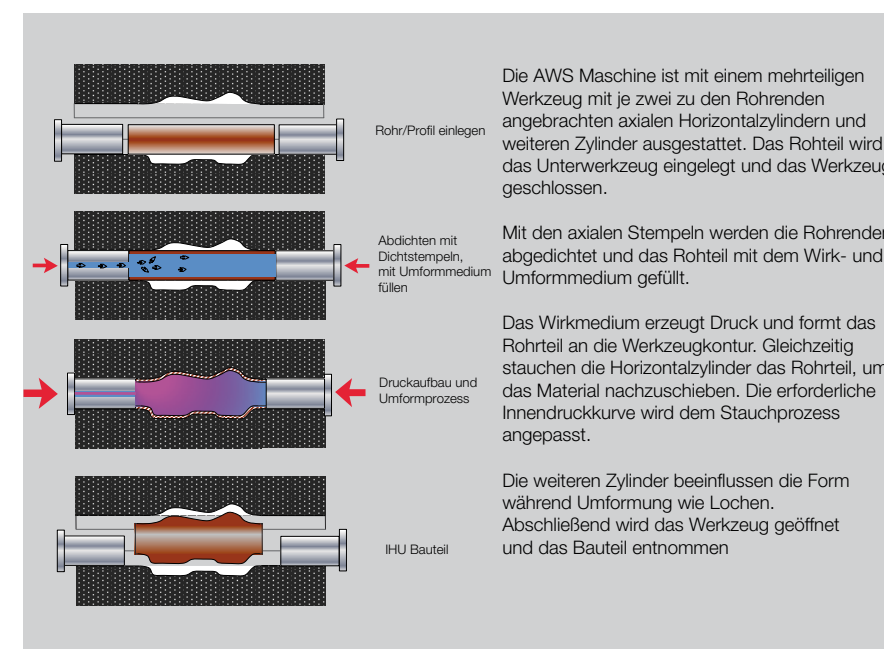 Rohr/Profil einlegen
Abdichten mit
Dichtstempeln,
mit Umformmedium
füllen
Druckaufbau und
Umformprozess
IHU Bauteil
Die AWS Maschine ist mit einem mehrteiligen
Werkzeug mit je zwei zu den Rohrenden
angebrachten axialen Horizontalzylindern und
weiteren Zylinder ausgestattet. Das Rohteil wird
das Unterwerkzeug eingelegt und das Werkzeug
geschlossen.
Mit den axialen Stempeln werden die Rohrenden
abgedichtet und das Rohteil mit dem Wirk- und
Umformmedium gefüllt.
Das Wirkmedium erzeugt Druck und formt das
Rohrteil an die Werkzeugkontur. Gleichzeitig
stauchen die Horizontalzylinder das Rohrteil, um
das Material nachzuschieben. Die erforderliche
Innendruckkurve wird dem Stauchprozess
angepasst.
Die weiteren Zylinder beeinflussen die Form
während Umformung wie Lochen.
Abschließend wird das Werkzeug geöffnet
und das Bauteil entnommen